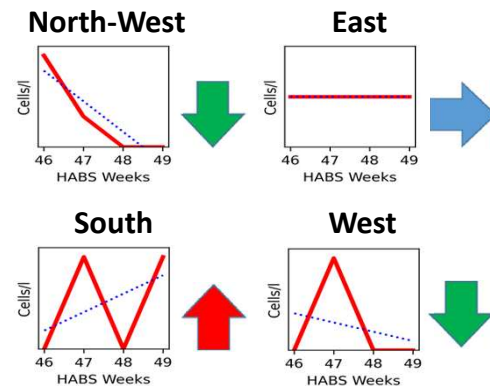 North-West
Cells/l
46 47 48 49
HABS Weeks
East
Cells/l
46 47 48 49
HABS Weeks
South
Cells/l
46 47 48 49
HABS Weeks
West
Cells/l
46 47 48 49
HABS Weeks